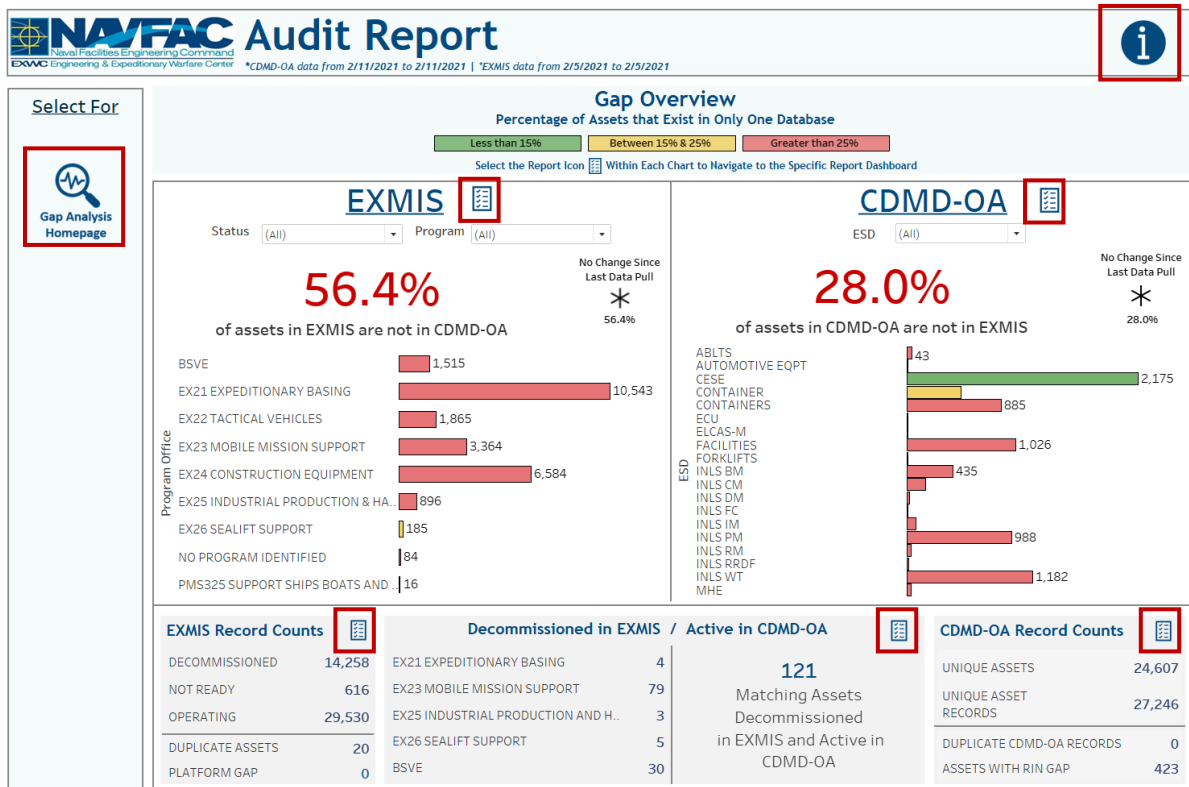 NAVFAC
Naval Facilities Engineering Command
EXWC Engineering & Expeditionary Warfare Center
Audit Report
*CDMD-OA data from 2/11/2021 to 2/11/2021 | *EXMIS data from 2/5/2021 to 2/5/2021
i
Select For
Gap Analysis
Homepage
Gap Overview
Percentage of Assets that Exist in Only One Database
Less than 15% Between 15% & 25% Greater than 25%
Select the Report Icon Within Each Chart to Navigate to the Specific Report Dashboard
EXMIS
Status (All) Program (All)
56.4%
of assets in EXMIS are not in CDMD-OA
No Change Since
Last Data Pull
56.4%
Program Office
BSVE 1,515
EX21 EXPEDITIONARY BASING 10,543
EX22 TACTICAL VEHICLES 1,865
EX23 MOBILE MISSION SUPPORT 3,364
EX24 CONSTRUCTION EQUIPMENT 6,584
EX25 INDUSTRIAL PRODUCTION & HA.. 896
EX26 SEALIFT SUPPORT 185
NO PROGRAM IDENTIFIED 84
PMS325 SUPPORT SHIPS BOATS AND .. 16
CDMD-OA
ESD (All)
28.0%
of assets in CDMD-OA are not in EXMIS
No Change Since
Last Data Pull
28.0%
ESD
ABLTS 43
AUTOMOTIVE EQPT
CESE 2,175
CONTAINER
CONTAINERS 885
ECU
ELCAS-M
FACILITIES 1,026
FORKLIFTS
INLS BM 435
INLS CM
INLS DM
INLS FC
INLS IM
INLS PM 988
INLS RM
INLS RRDF
INLS WT 1,182
MHE
EXMIS Record Counts
DECOMMISSIONED 14,258
NOT READY 616
OPERATING 29,530
DUPLICATE ASSETS 20
PLATFORM GAP 0
Decommissioned in EXMIS / Active in CDMD-OA
EX21 EXPEDITIONARY BASING 4
EX23 MOBILE MISSION SUPPORT 79
EX25 INDUSTRIAL PRODUCTION AND H.. 3
EX26 SEALIFT SUPPORT 5
BSVE 30
121
Matching Assets
Decommissioned
in EXMIS and Active in
CDMD-OA
CDMD-OA Record Counts
UNIQUE ASSETS 24,607
UNIQUE ASSET
RECORDS 27,246
DUPLICATE CDMD-OA RECORDS 0
ASSETS WITH RIN GAP 423